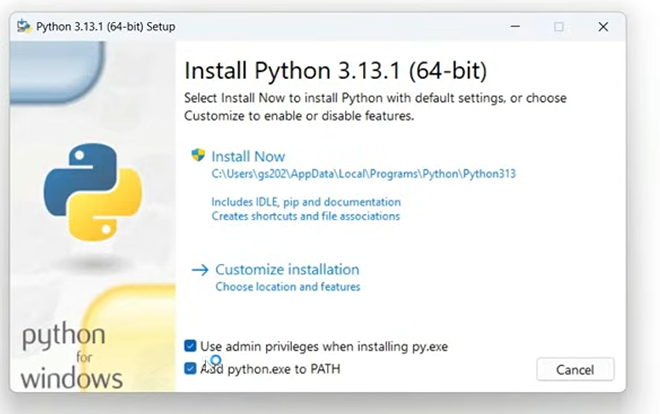 Python 3.13.1 (64-bit) Setup
Install Python 3.13.1 (64-bit)
Select Install Now to install Python with default settings, or choose
Customize to enable or disable features.
Install Now
C:\Users\gs202\AppData\Local\Programs\Python\Python313
Includes IDLE, pip and documentation
Creates shortcuts and file associations
Customize installation
Choose location and features
python
for
windows
Use admin privileges when installing py.exe
Add python.exe to PATH
Cancel